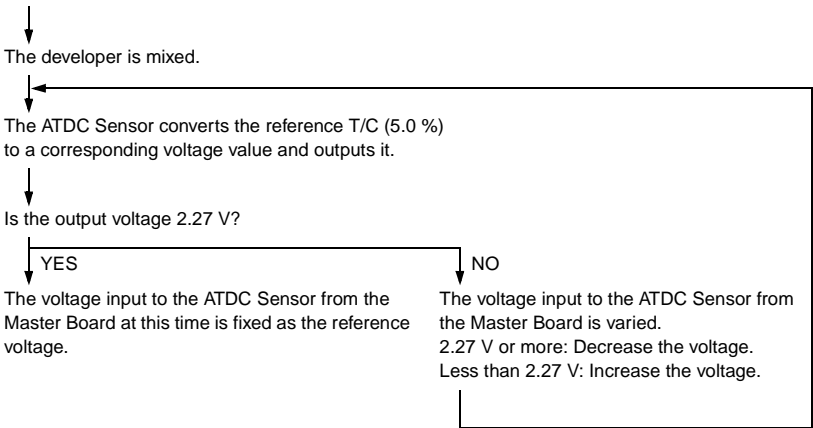 The developer is mixed.
The ATDC Sensor converts the reference T/C (5.0 %)
to a corresponding voltage value and outputs it.
Is the output voltage 2.27 V?
YES
NO
The voltage input to the ATDC Sensor from the
Master Board at this time is fixed as the reference
voltage.
The voltage input to the ATDC Sensor from
the Master Board is varied.
2.27 V or more: Decrease the voltage.
Less than 2.27 V: Increase the voltage.